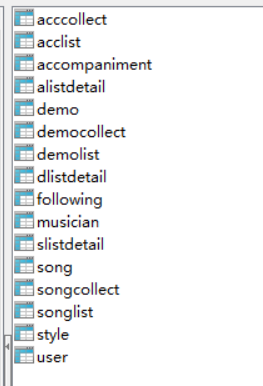 acccollect
acclist
accompaniment
alistdetail
demo
democollect
demolist
dlistdetail
following
musician
slistdetail
song
songcollect
songlist
style
user